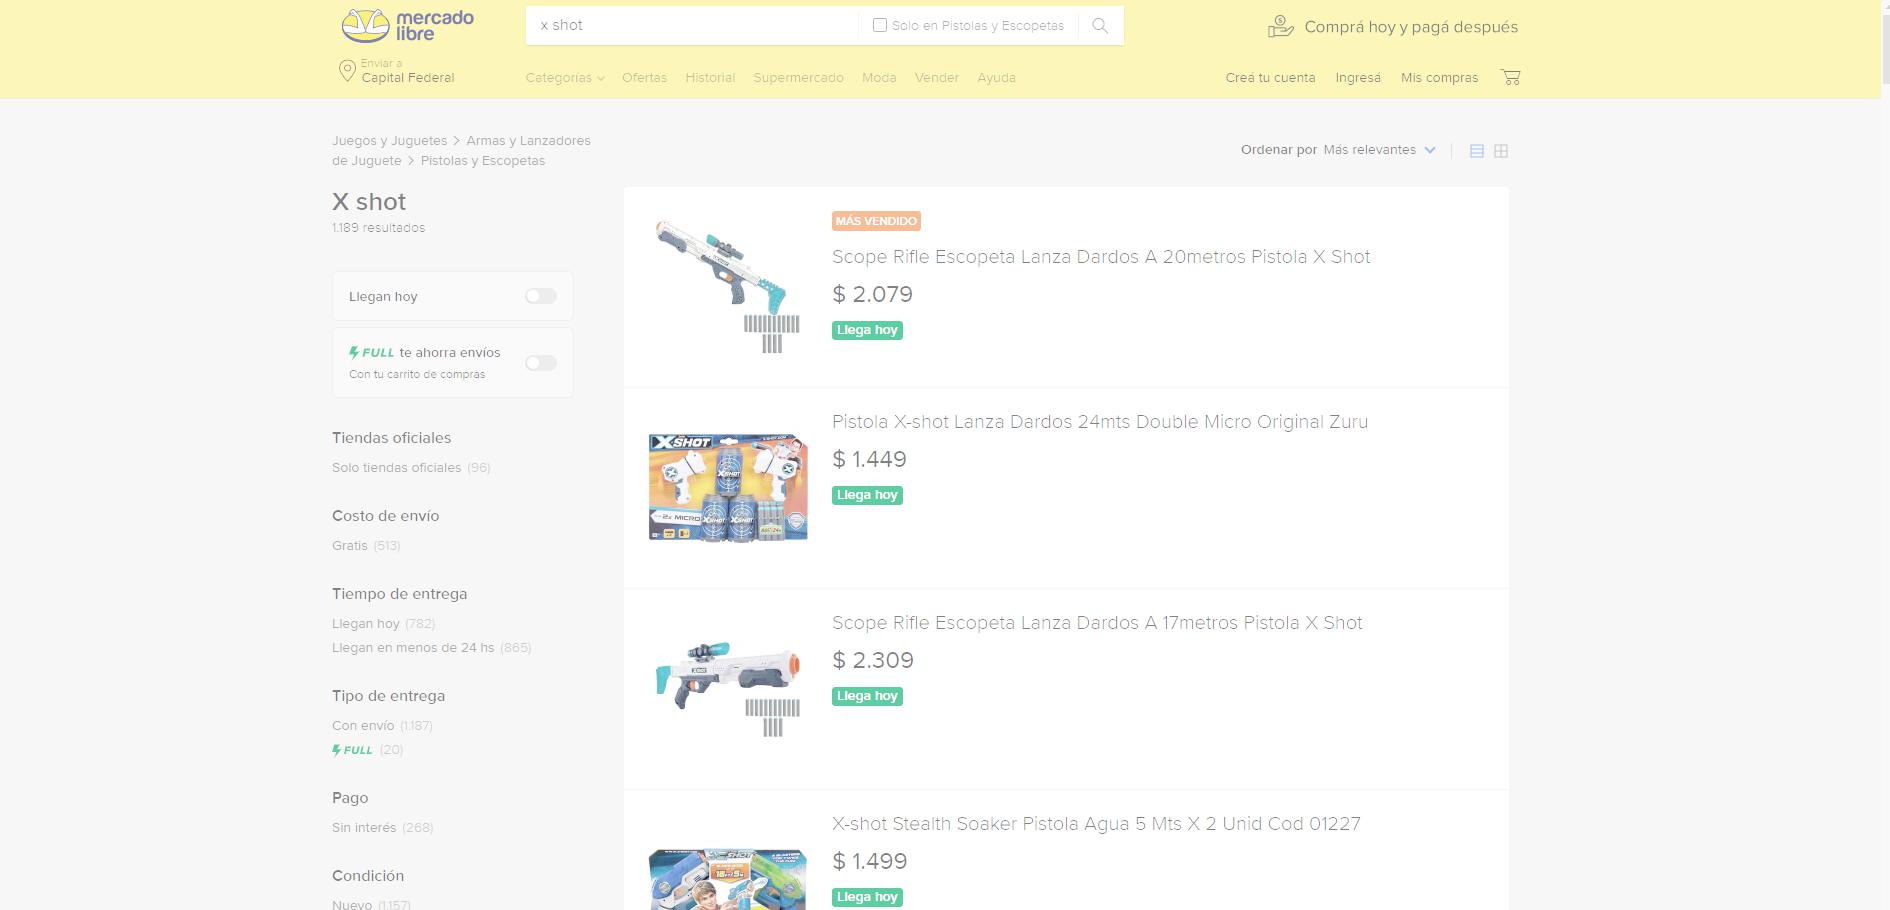 mercado
libre
x shot
Solo en Pistolas y Escopetas
Comprá hoy y pagá después
Enviar a
Capital Federal
Categorías Ofertas Historial Supermercado Moda Vender Ayuda
Creá tu cuenta Ingresá Mis compras
Juegos y Juguetes > Armas y Lanzadores
de Juguete > Pistolas y Escopetas
Ordenar por Más relevantes
X shot
1.189 resultados
Llegan hoy
FULL te ahorra envíos
Con tu carrito de compras
Tiendas oficiales
Solo tiendas oficiales (96)
Costo de envío
Gratis (513)
Tiempo de entrega
Llegan hoy (782)
Llegan en menos de 24 hs (865)
Tipo de entrega
Con envío (1.187)
FULL (20)
Pago
Sin interés (268)
Condición
Nuevo (1.157)
MÁS VENDIDO
Scope Rifle Escopeta Lanza Dardos A 20metros Pistola X Shot
$ 2.079
Llega hoy
X-SHOT
2x MICRO
Pistola X-shot Lanza Dardos 24mts Double Micro Original Zuru
$ 1.449
Llega hoy
Scope Rifle Escopeta Lanza Dardos A 17metros Pistola X Shot
$ 2.309
Llega hoy
X-shot Stealth Soaker Pistola Agua 5 Mts X 2 Unid Cod 01227
$ 1.499
Llega hoy